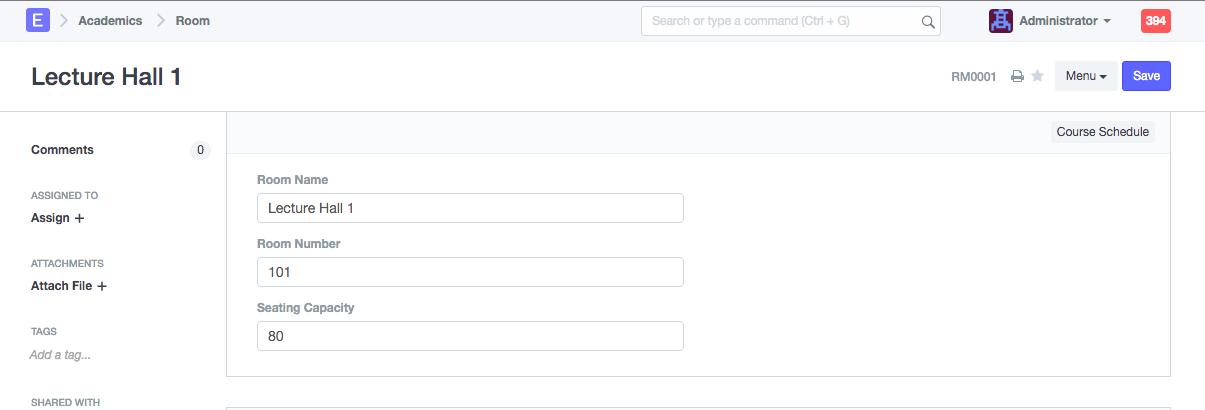 E Academics Room Search or type a command (Ctrl + G) Administrator 394
Lecture Hall 1 RM0001 Menu Save
Course Schedule
Comments 0
ASSIGNED TO
Assign +
ATTACHMENTS
Attach File +
TAGS
Add a tag...
SHARED WITH
Room Name
Lecture Hall 1
Room Number
101
Seating Capacity
80